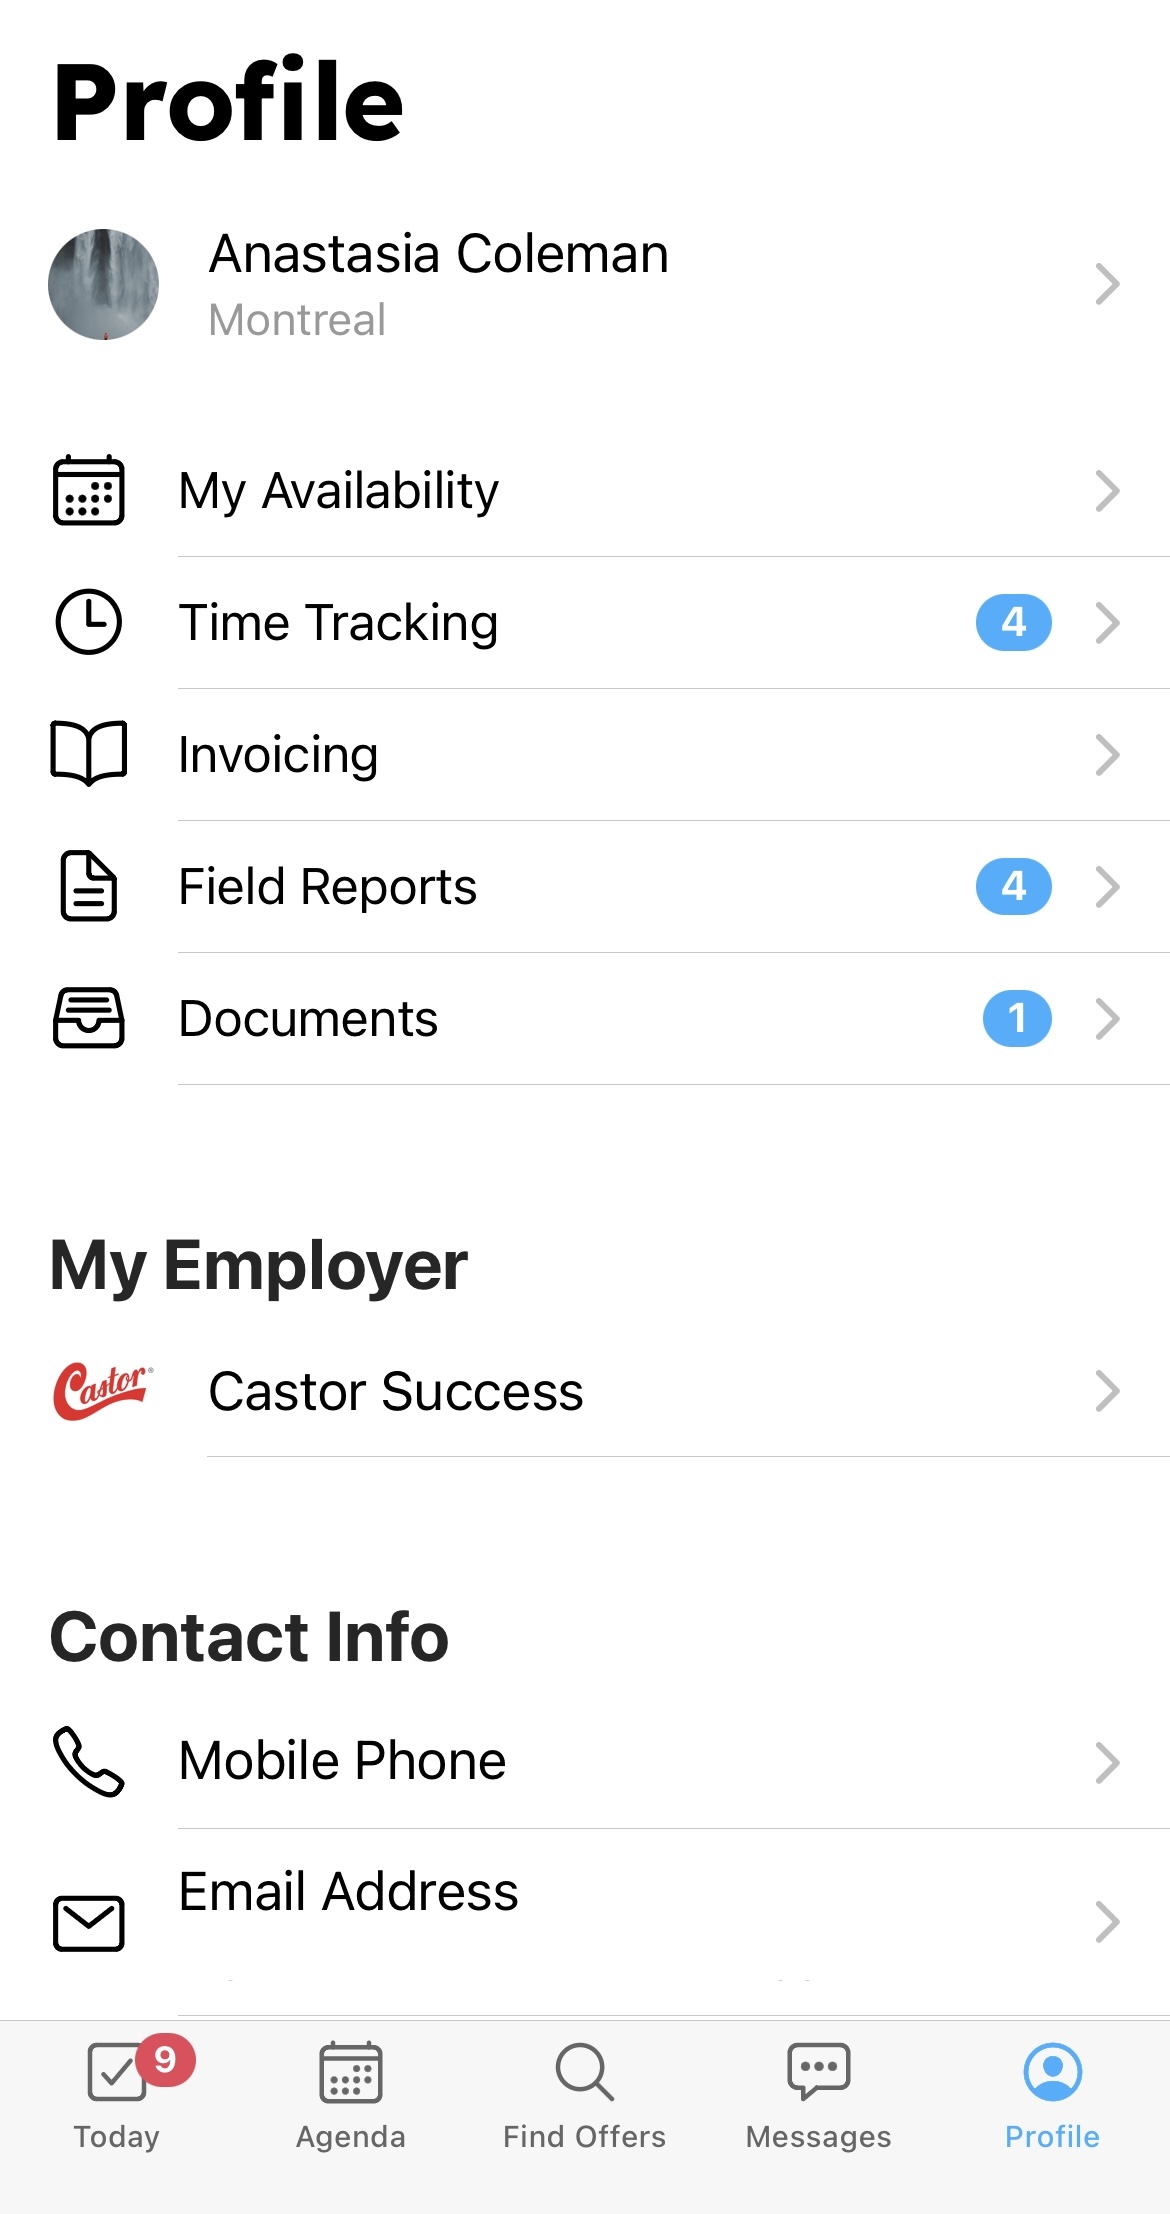 Profile
Anastasia Coleman
Montreal
My Availability
Time Tracking 4
Invoicing
Field Reports 4
Documents 1
My Employer
Castor®
Castor Success
Contact Info
Mobile Phone
Email Address
9
Today
Agenda
Find Offers
Messages
Profile